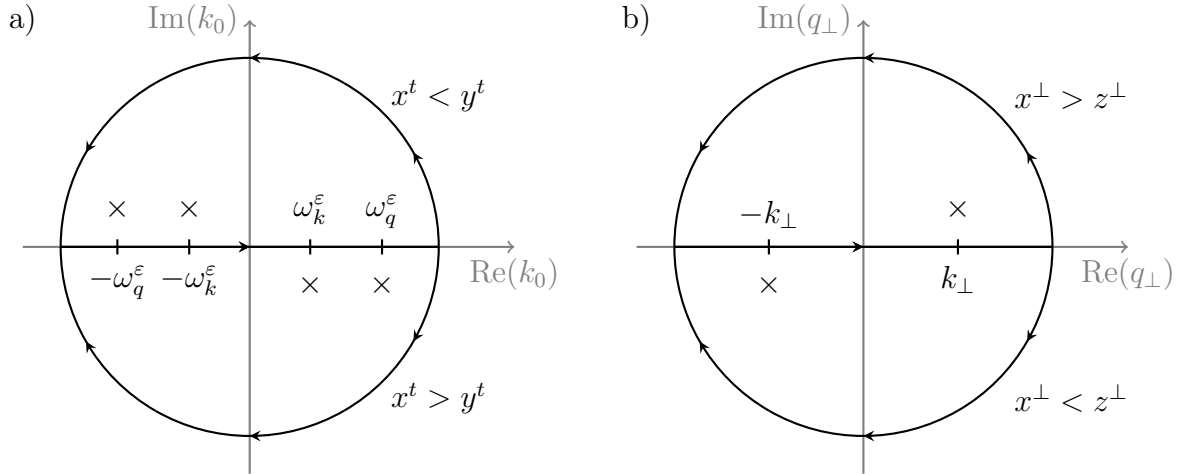 a)
Im(k₀)
x^t < y^t
ω_k^ε
ω_q^ε
−ω_q^ε
−ω_k^ε
Re(k₀)
x^t > y^t
b)
Im(q_⊥)
x^⊥ > z^⊥
−k_⊥
k_⊥
Re(q_⊥)
x^⊥ < z^⊥